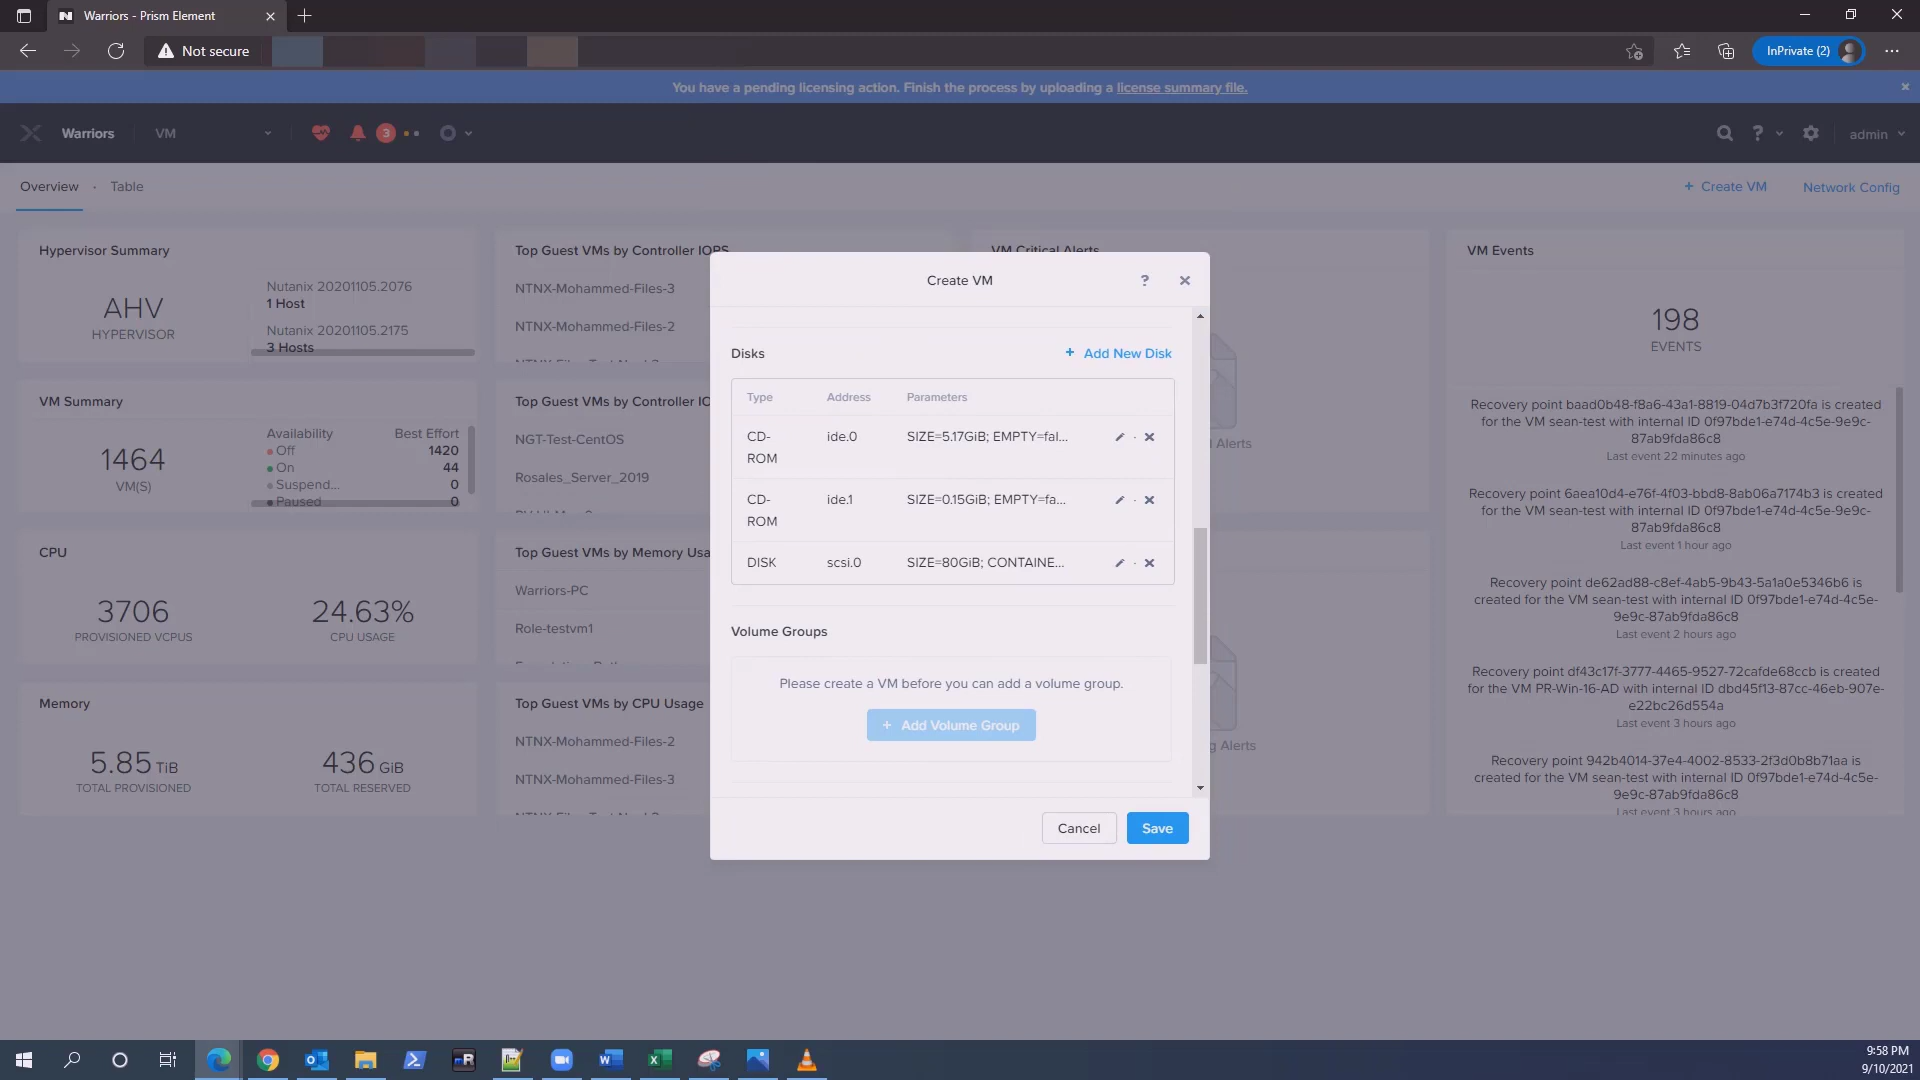 Warriors - Prism Element
Not secure
InPrivate (2)
You have a pending licensing action. Finish the process by uploading a license summary file.
Warriors
VM
3
?
admin
Overview
Table
+ Create VM
Network Config
Hypervisor Summary
AHV
HYPERVISOR
Nutanix 20201105.2076
1 Host
Nutanix 20201105.2175
3 Hosts
VM Summary
1464
VM(S)
Availability
Best Effort
Off
1420
On
44
Suspend...
0
Paused
0
CPU
3706
PROVISIONED VCPUS
24.63%
CPU USAGE
Memory
5.85 TiB
TOTAL PROVISIONED
436 GiB
TOTAL RESERVED
Top Guest VMs by Controller IOPS
NTNX-Mohammed-Files-3
NTNX-Mohammed-Files-2
Top Guest VMs by Controller IO
NGT-Test-CentOS
Rosales_Server_2019
Top Guest VMs by Memory Usa
Warriors-PC
Role-testvm1
Top Guest VMs by CPU Usage
NTNX-Mohammed-Files-2
NTNX-Mohammed-Files-3
VM Critical Alerts
Alerts
Alerts
Create VM
?
Disks
+ Add New Disk
Type
Address
Parameters
CD-
ROM
ide.0
SIZE=5.17GiB; EMPTY=fal...
CD-
ROM
ide.1
SIZE=0.15GiB; EMPTY=fa...
DISK
scsi.0
SIZE=80GiB; CONTAINE...
Volume Groups
Please create a VM before you can add a volume group.
+ Add Volume Group
Cancel
Save
VM Events
198
EVENTS
Recovery point baad0b48-f8a6-43a1-8819-04d7b3f720fa is created
for the VM sean-test with internal ID 0f97bde1-e74d-4c5e-9e9c-
87ab9fda86c8
Last event 22 minutes ago
Recovery point 6aea10d4-e76f-4f03-bbd8-8ab06a7174b3 is created
for the VM sean-test with internal ID 0f97bde1-e74d-4c5e-9e9c-
87ab9fda86c8
Last event 1 hour ago
Recovery point de62ad88-c8ef-4ab5-9b43-5a1a0e5346b6 is
created for the VM sean-test with internal ID 0f97bde1-e74d-4c5e-
9e9c-87ab9fda86c8
Last event 2 hours ago
Recovery point df43c17f-3777-4465-9527-72cafde68ccb is created
for the VM PR-Win-16-AD with internal ID dbd45f13-87cc-46eb-907e-
e22bc26d554a
Last event 3 hours ago
Recovery point 942b4014-37e4-4002-8533-2f3d0b8b71aa is
created for the VM sean-test with internal ID 0f97bde1-e74d-4c5e-
9e9c-87ab9fda86c8
Last event 3 hours ago
9:58 PM
9/10/2021